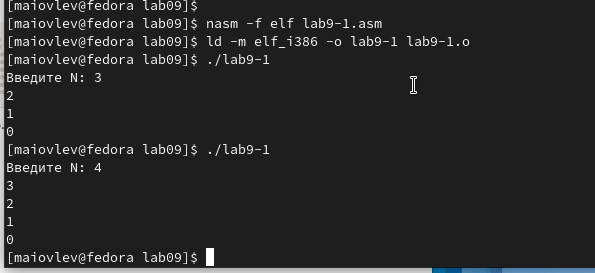 [maiovlev@fedora lab09]$
[maiovlev@fedora lab09]$ nasm -f elf lab9-1.asm
[maiovlev@fedora lab09]$ ld -m elf_i386 -o lab9-1 lab9-1.o
[maiovlev@fedora lab09]$ ./lab9-1
Введите N: 3
2
1
0
[maiovlev@fedora lab09]$ ./lab9-1
Введите N: 4
3
2
1
0
[maiovlev@fedora lab09]$